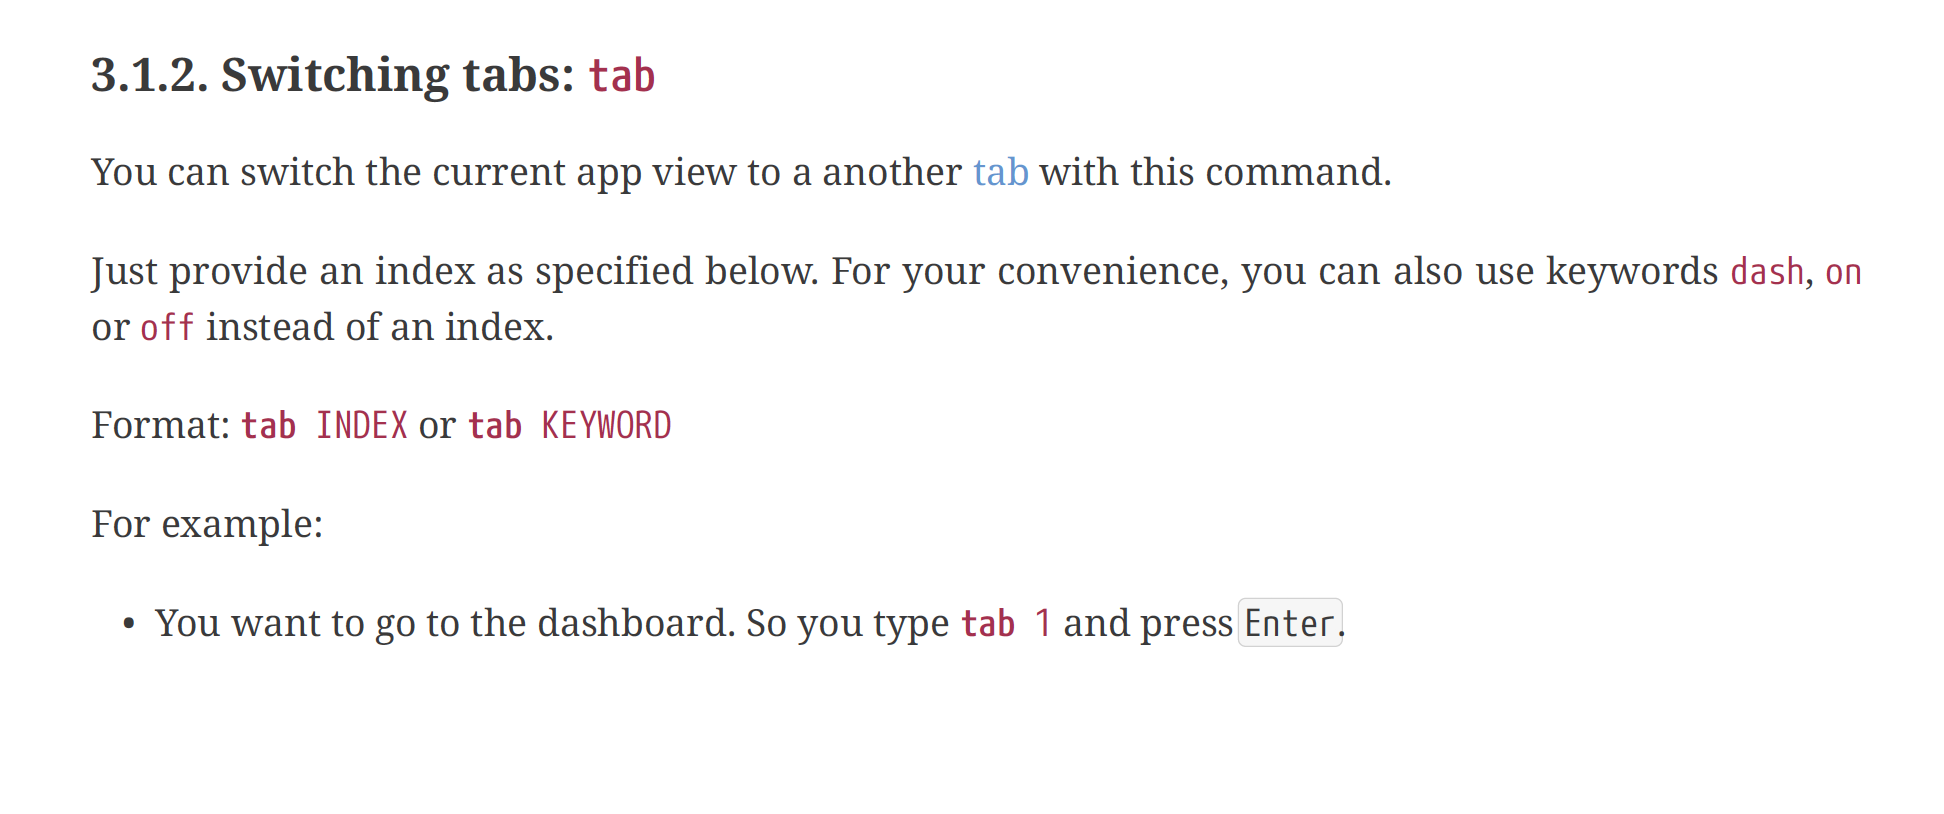 3.1.2. Switching tabs: tab
You can switch the current app view to a another tab with this command.
Just provide an index as specified below. For your convenience, you can also use keywords dash, on
or off instead of an index.
Format: tab INDEX or tab KEYWORD
For example:
• You want to go to the dashboard. So you type tab 1 and press Enter.